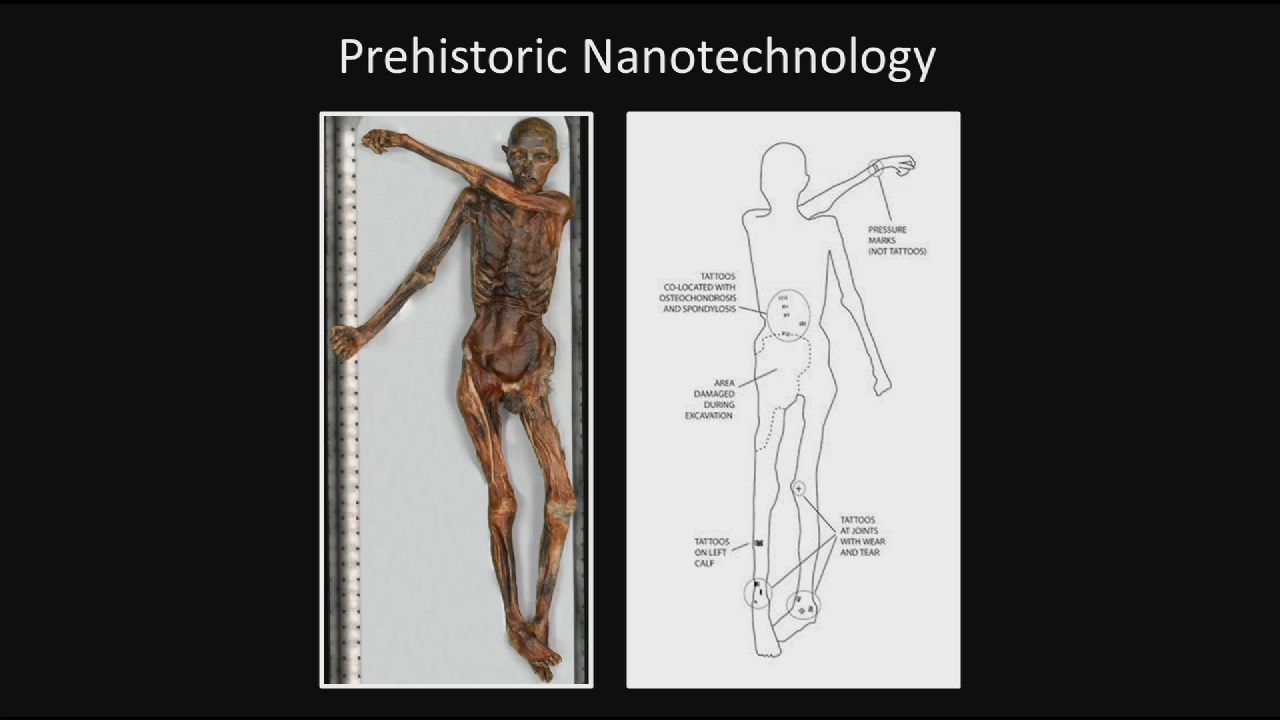 Prehistoric Nanotechnology
PRESSURE
MARKS
(NOT TATTOOS)
TATTOOS
CO-LOCATED WITH
OSTEOCHONDROSIS
AND SPONDYLOSIS
AREA
DAMAGED
DURING
EXCAVATION
TATTOOS
ON LEFT
CALF
TATTOOS
AT JOINTS
WITH WEAR
AND TEAR